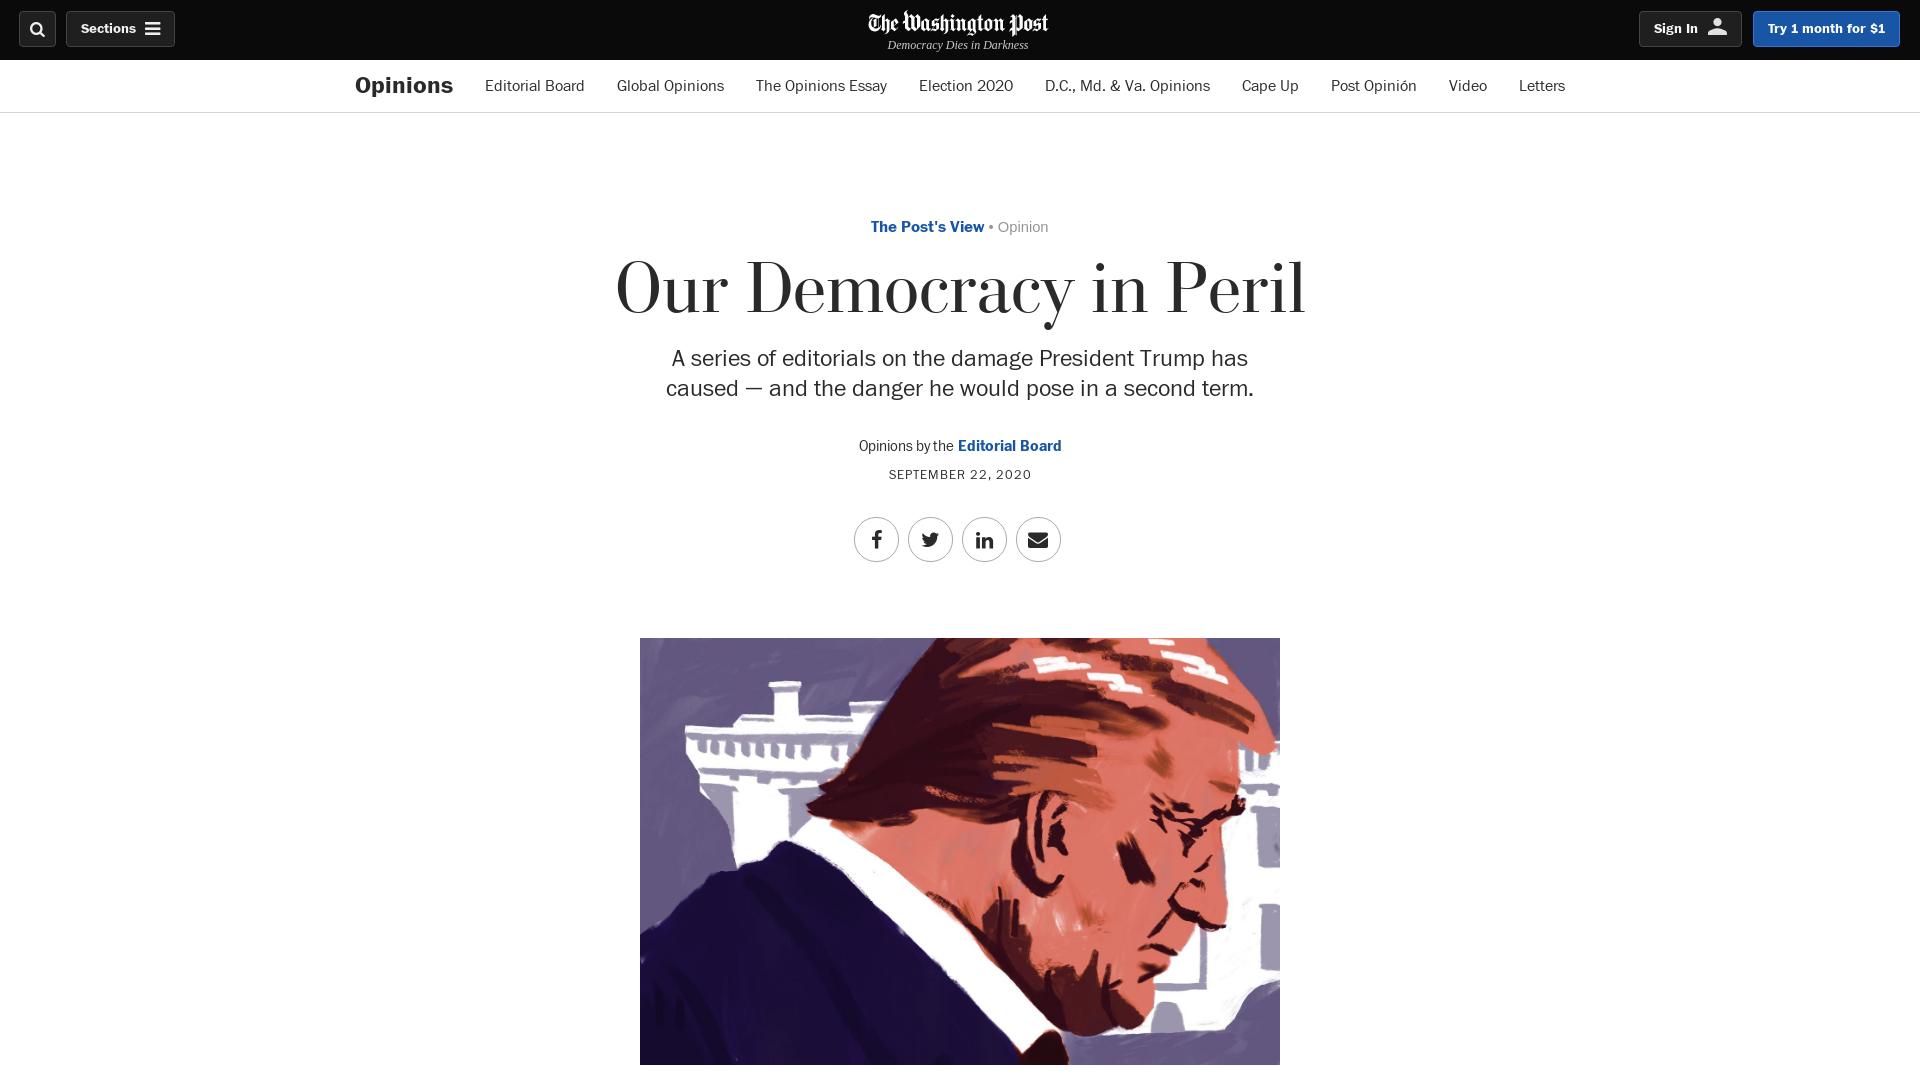 Sections
The Washington Post
Democracy Dies in Darkness
Sign In
Try 1 month for $1
Opinions
Editorial Board
Global Opinions
The Opinions Essay
Election 2020
D.C., Md. & Va. Opinions
Cape Up
Post Opinión
Video
Letters
The Post's View • Opinion
Our Democracy in Peril
A series of editorials on the damage President Trump has
caused — and the danger he would pose in a second term.
Opinions by the Editorial Board
SEPTEMBER 22, 2020